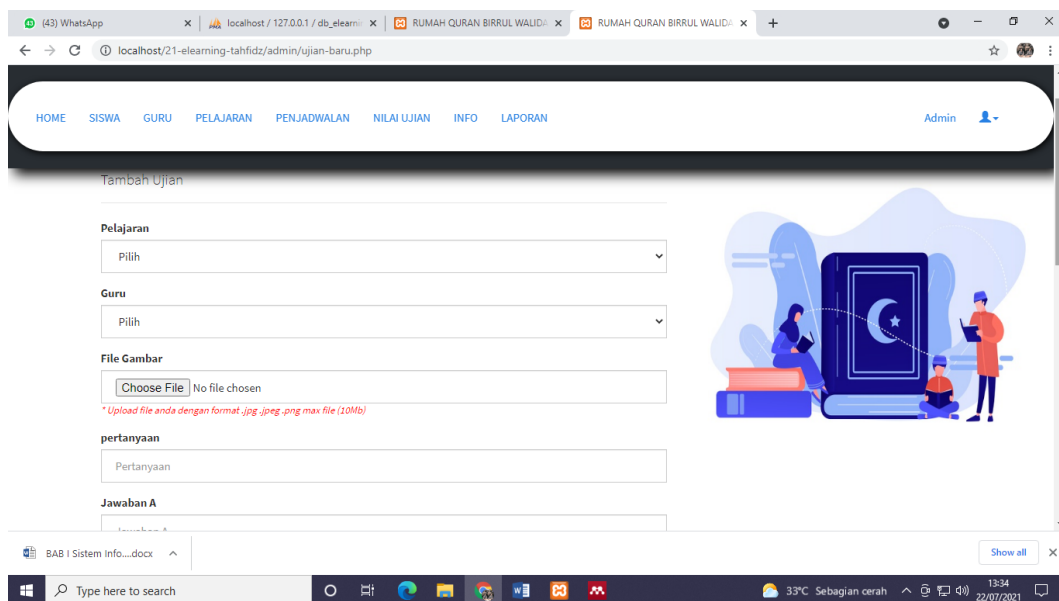 (43) WhatsApp
localhost / 127.0.0.1 / db_elearni
RUMAH QURAN BIRRUL WALIDA
RUMAH QURAN BIRRUL WALIDA
localhost/21-elearning-tahfidz/admin/ujian-baru.php
HOME SISWA GURU PELAJARAN PENJADWALAN NILAI UJIAN INFO LAPORAN Admin
Tambah Ujian
Pelajaran
Pilih
Guru
Pilih
File Gambar
Choose File No file chosen
* Upload file anda dengan format .jpg .jpeg .png max file (10Mb)
pertanyaan
Pertanyaan
Jawaban A
Jawaban A
BAB I Sistem Info....docx
Show all
Type here to search
33°C Sebagian cerah
13:34
22/07/2021